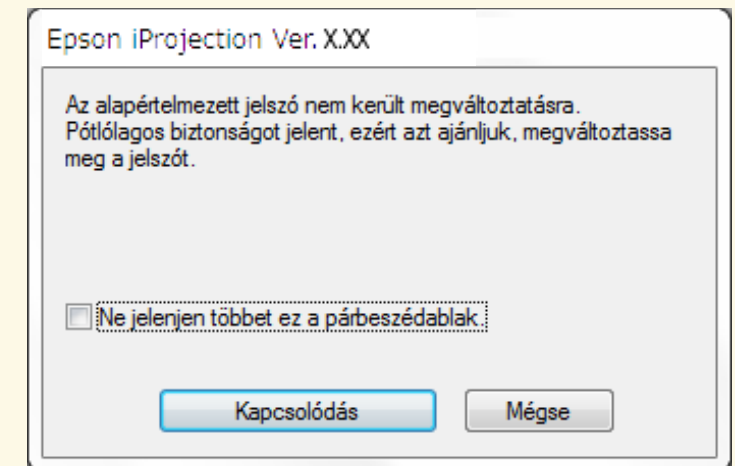 Epson iProjection Ver. X.XX
Az alapértelmezett jelszó nem került megváltoztatásra.
Pótlólagos biztonságot jelent, ezért azt ajánljuk, megváltoztassa
meg a jelszót.
Ne jelenjen többet ez a párbeszédablak.
Kapcsolódás
Mégse